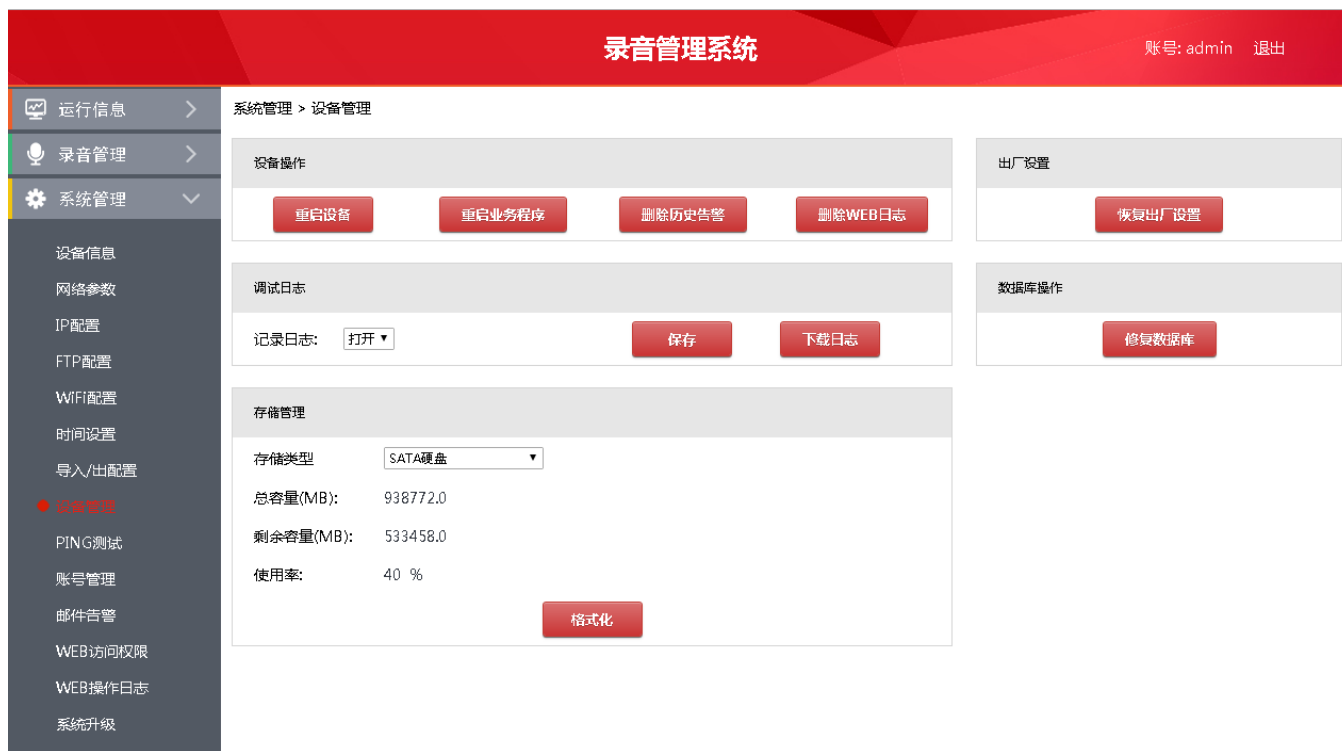 录音管理系统
账号: admin 退出
运行信息
录音管理
系统管理
设备信息
网络参数
IP配置
FTP配置
WiFi配置
时间设置
导入/出配置
设备管理
PING测试
账号管理
邮件告警
WEB访问权限
WEB操作日志
系统升级
系统管理 > 设备管理
设备操作
重启设备 重启业务程序 删除历史告警 删除WEB日志
出厂设置
恢复出厂设置
调试日志
记录日志: 打开 保存 下载日志
数据库操作
修复数据库
存储管理
存储类型 SATA硬盘
总容量(MB): 938772.0
剩余容量(MB): 533458.0
使用率: 40 %
格式化